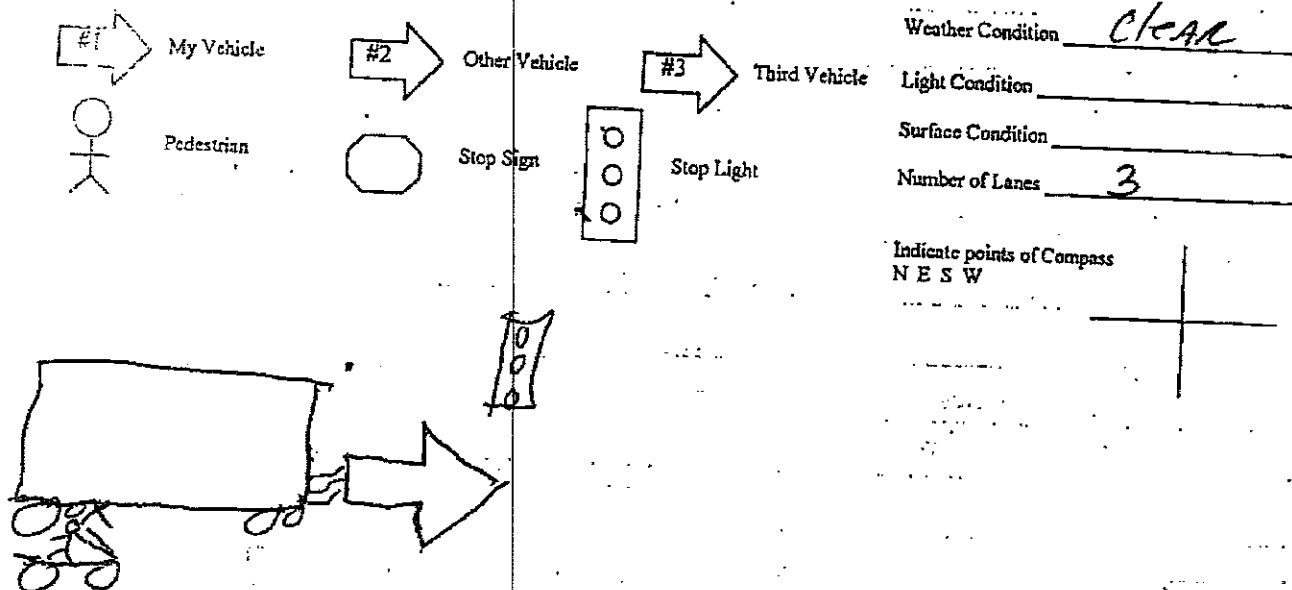 #1 My Vehicle
#2 Other Vehicle
#3 Third Vehicle
Pedestrian
Stop Sign
Stop Light
Weather Condition Clear
Light Condition
Surface Condition
Number of Lanes 3
Indicate points of Compass
N E S W